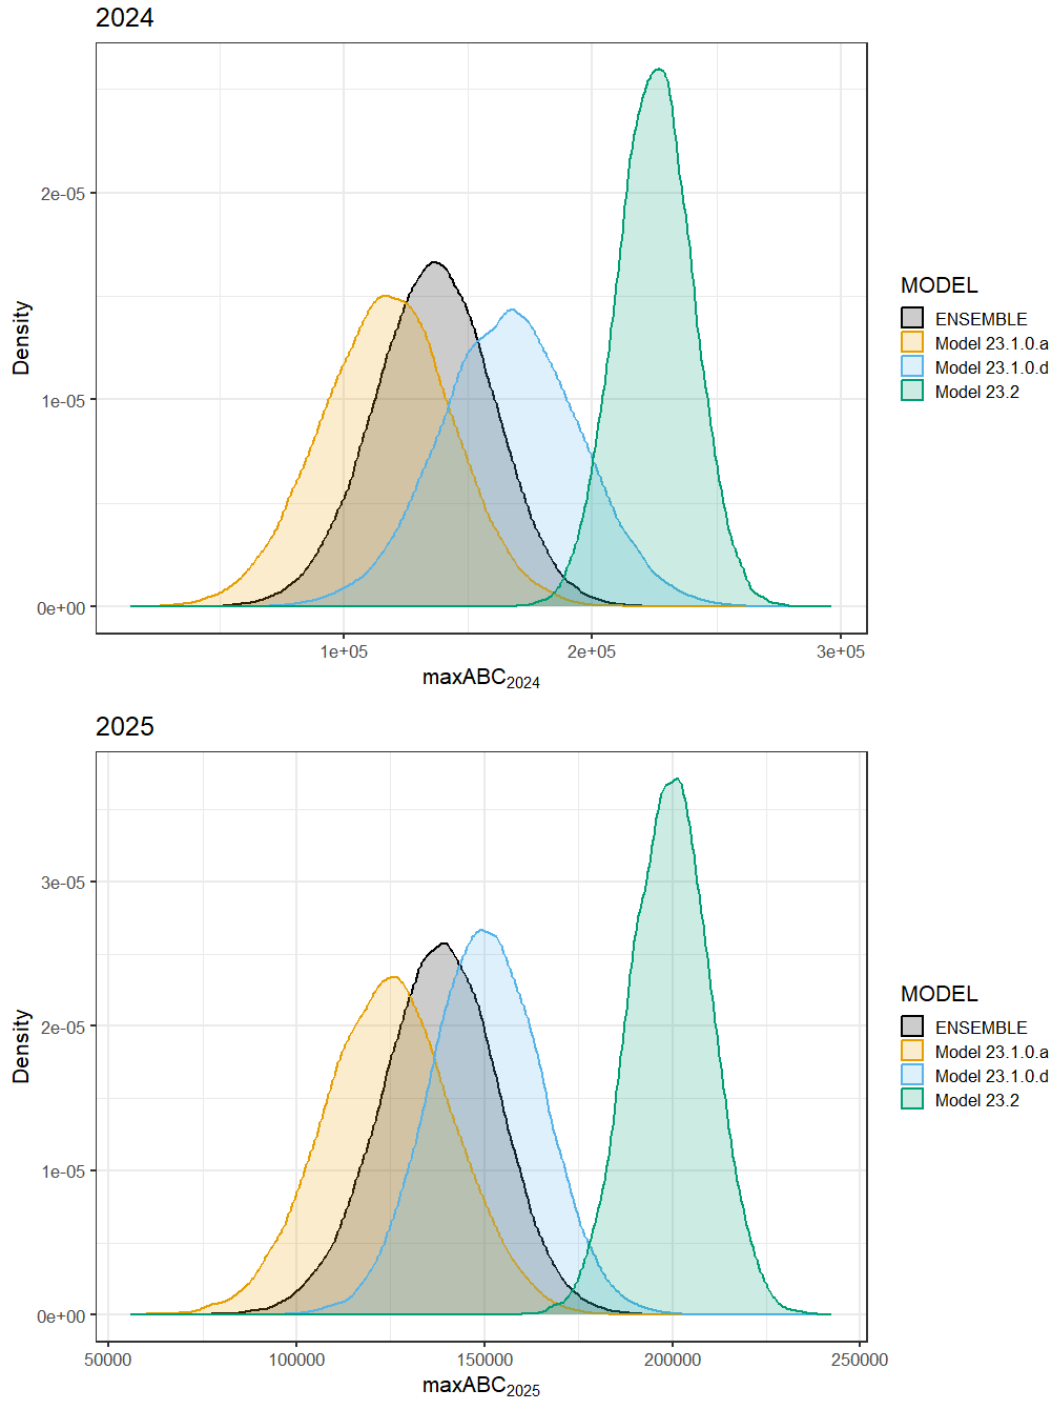 2024
2e-05
1e-05
0e+00
Density
1e+05
2e+05
3e+05
maxABC2024
MODEL
ENSEMBLE
Model 23.1.0.a
Model 23.1.0.d
Model 23.2
2025
3e-05
2e-05
1e-05
0e+00
Density
50000
100000
150000
200000
250000
maxABC2025
MODEL
ENSEMBLE
Model 23.1.0.a
Model 23.1.0.d
Model 23.2